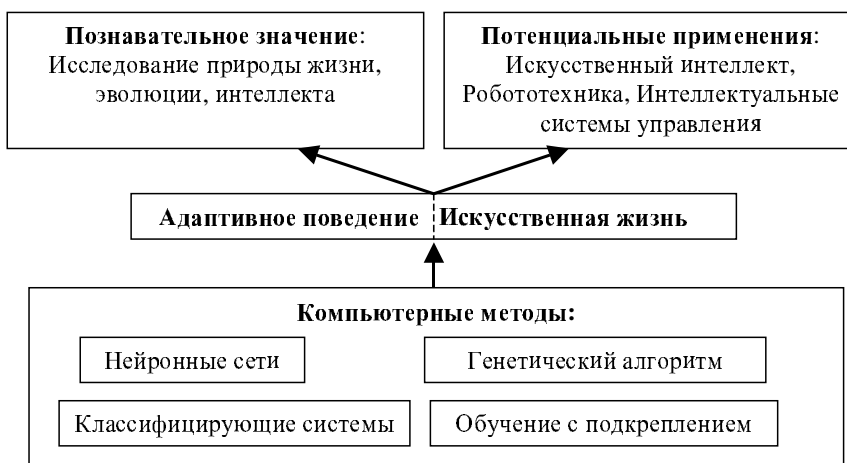 Познавательное значение:
Исследование природы жизни,
эволюции, интеллекта
Потенциальные применения:
Искусственный интеллект,
Робототехника, Интеллектуальные
системы управления
Адаптивное поведение Искусственная жизнь
Компьютерные методы:
Нейронные сети
Генетический алгоритм
Классифицирующие системы
Обучение с подкреплением